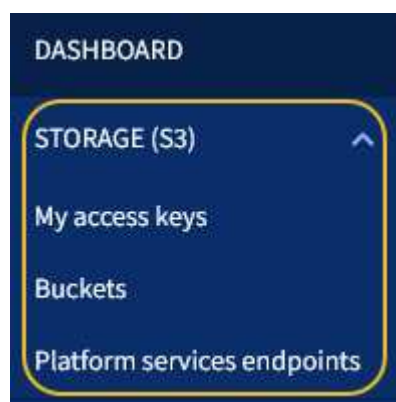 DASHBOARD
STORAGE (S3)
My access keys
Buckets
Platform services endpoints